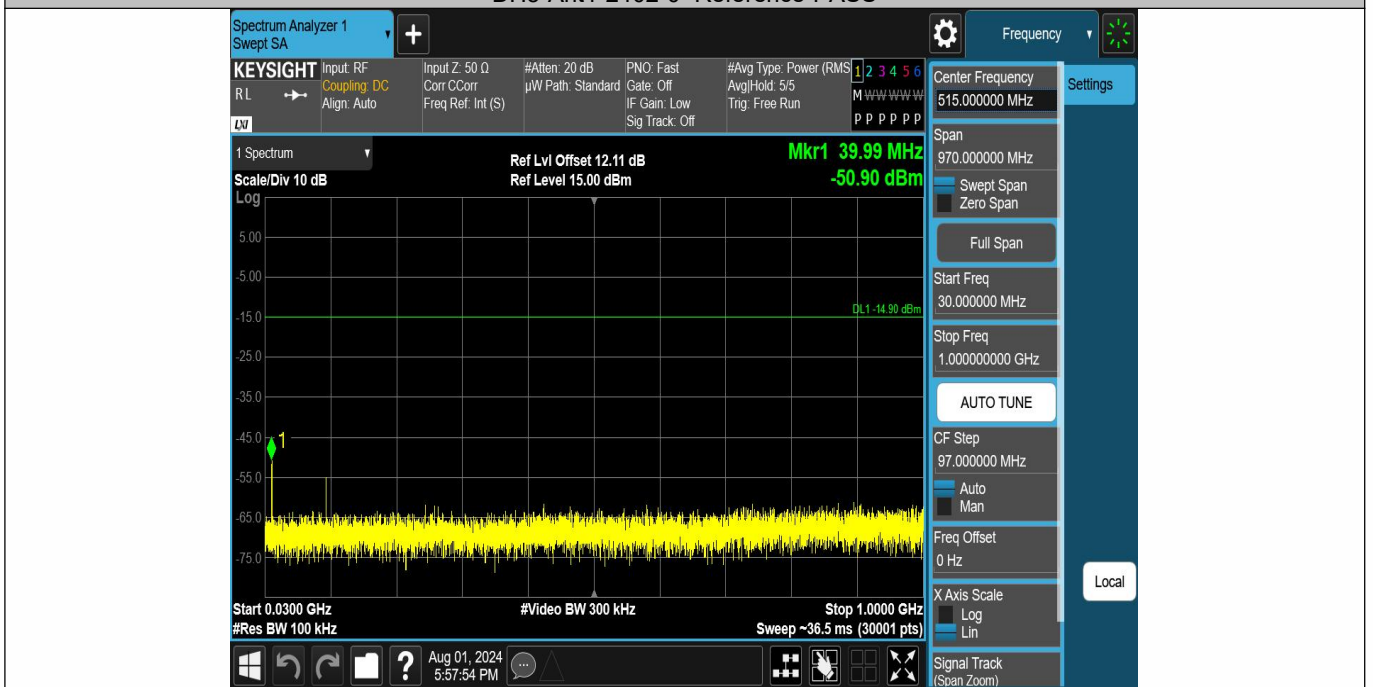 Spectrum Analyzer 1
Swept SA
Frequency
KEYSIGHT
RL
LXI
Input: RF
Coupling: DC
Align: Auto
Input Z: 50 Ω
Corr CCorr
Freq Ref: Int (S)
#Atten: 20 dB
µW Path: Standard
PNO: Fast
Gate: Off
IF Gain: Low
Sig Track: Off
#Avg Type: Power (RMS
Avg|Hold: 5/5
Trig: Free Run
1 2 3 4 5 6
M W W W W W
P P P P P P
Center Frequency
515.000000 MHz
Settings
1 Spectrum
Scale/Div 10 dB
Ref Lvl Offset 12.11 dB
Ref Level 15.00 dBm
Mkr1 39.99 MHz
-50.90 dBm
Log
5.00
-5.00
-15.0
-25.0
-35.0
-45.0
-55.0
-65.0
-75.0
DL1 -14.90 dBm
1
Start 0.0300 GHz
#Res BW 100 kHz
#Video BW 300 kHz
Stop 1.0000 GHz
Sweep ~36.5 ms (30001 pts)
Span
970.000000 MHz
Swept Span
Zero Span
Full Span
Start Freq
30.000000 MHz
Stop Freq
1.000000000 GHz
AUTO TUNE
CF Step
97.000000 MHz
Auto
Man
Freq Offset
0 Hz
X Axis Scale
Log
Lin
Signal Track
(Span Zoom)
Local
?
Aug 01, 2024
5:57:54 PM